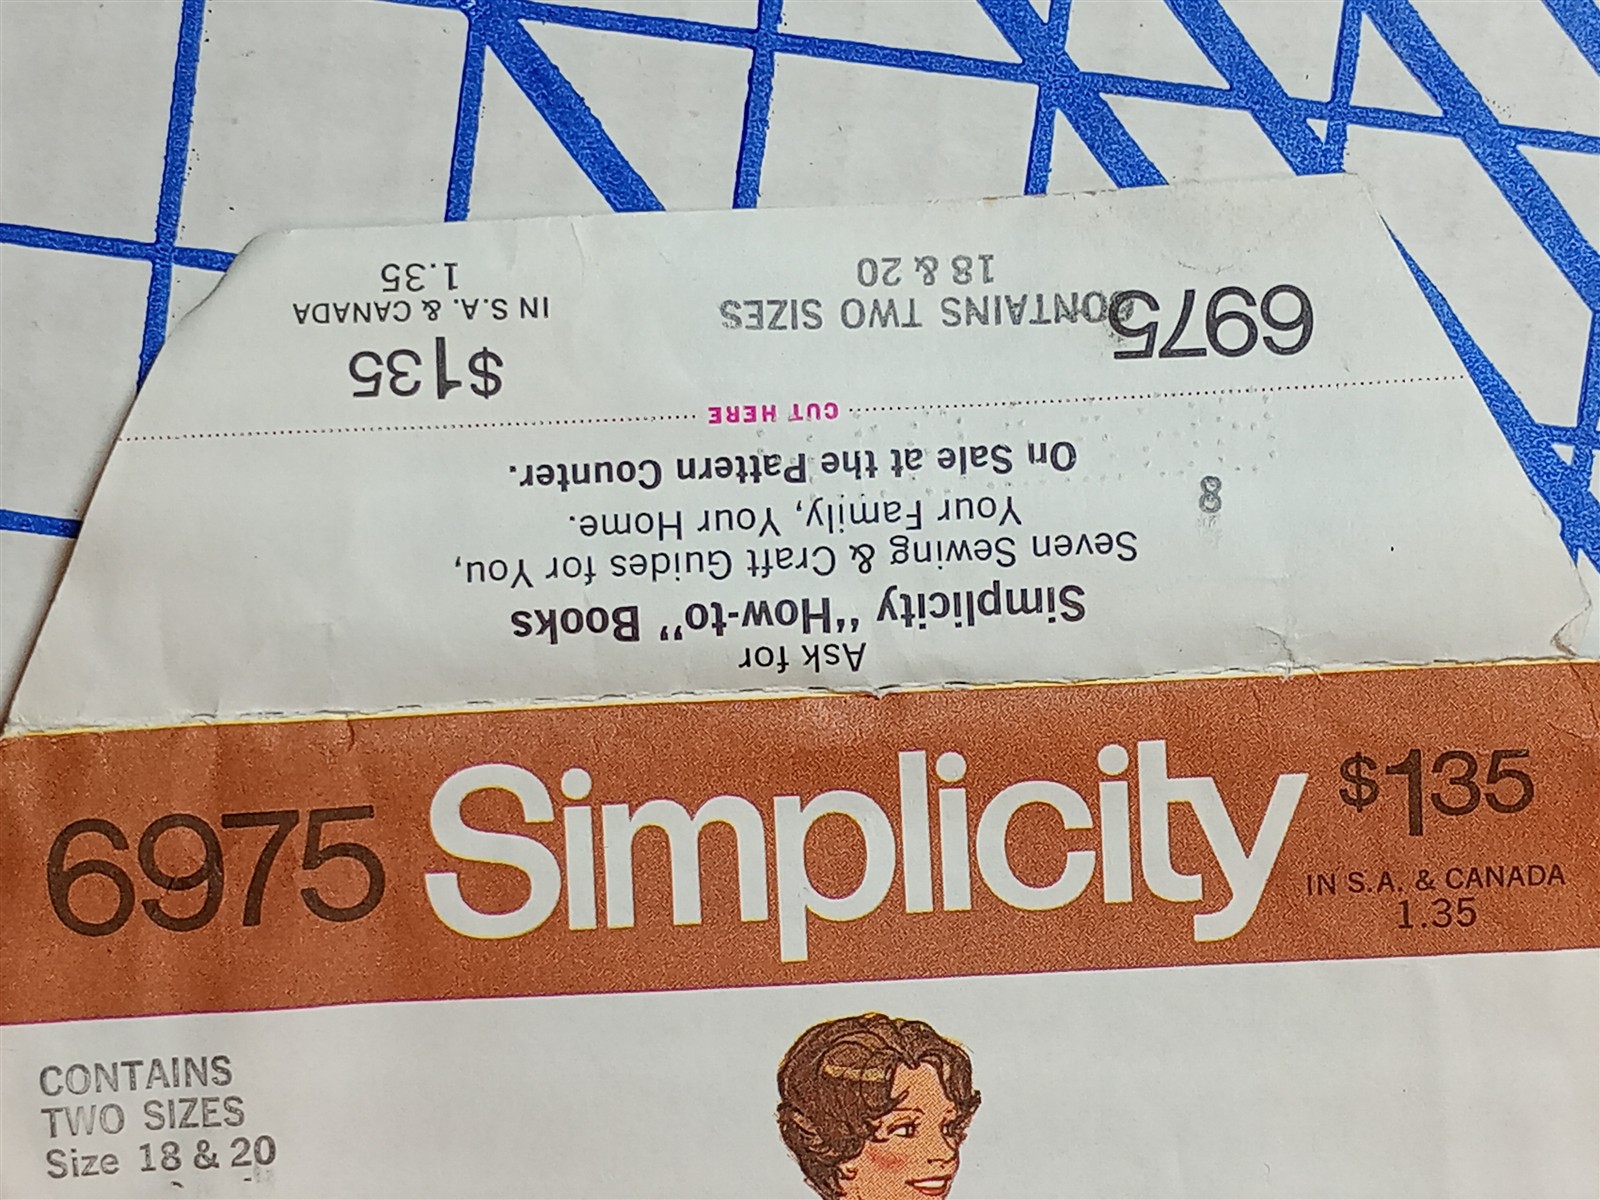 Ask for
Simplicity "How-to" Books
Seven Sewing & Craft Guides for You,
Your Family, Your Home.
On Sale at the Pattern Counter.
8
CUT HERE
6975
CONTAINS TWO SIZES
18 & 20
$135
IN S.A. & CANADA
1.35
6975
Simplicity
$135
IN S.A. & CANADA
1.35
CONTAINS
TWO SIZES
Size 18 & 20